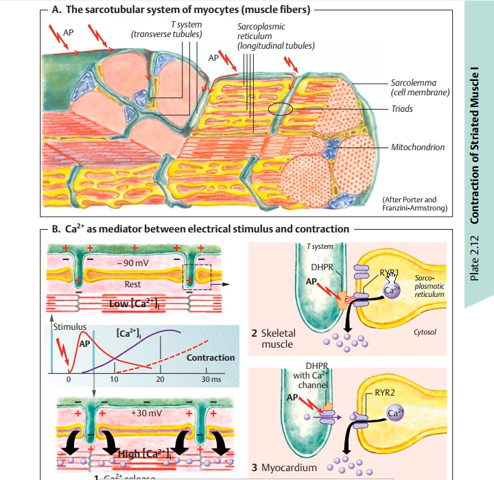 A. The sarcotubular system of myocytes (muscle fibers)
AP
T system
(transverse tubules)
Sarcoplasmic
reticulum
(longitudinal tubules)
AP
Sarcolemma
(cell membrane)
Triads
Mitochondrion
(After Porter and
Franzini-Armstrong)
Plate 2.12 Contraction of Striated Muscle I
B. Ca²⁺ as mediator between electrical stimulus and contraction
+ + + + + +
– 90 mV
Rest
Low [Ca²⁺]i
Stimulus
AP
[Ca²⁺]i
Contraction
0 10 20 30 ms
+30 mV
High [Ca²⁺]i
1 Ca²⁺ release
T system
DHPR
AP
RYR1
Ca²⁺
Sarco-
plasmatic
reticulum
2 Skeletal
muscle
Cytosol
DHPR
with Ca²⁺
channel
AP
RYR2
Ca²⁺
3 Myocardium